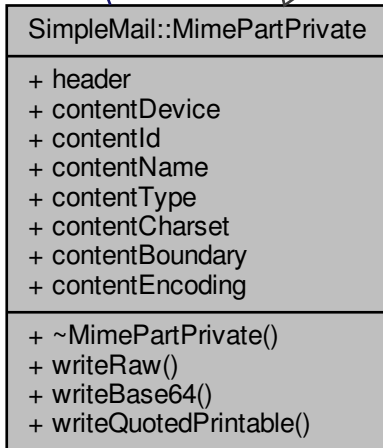 SimpleMail::MimePartPrivate
+ header
+ contentDevice
+ contentId
+ contentName
+ contentType
+ contentCharset
+ contentBoundary
+ contentEncoding
+ ~MimePartPrivate()
+ writeRaw()
+ writeBase64()
+ writeQuotedPrintable()